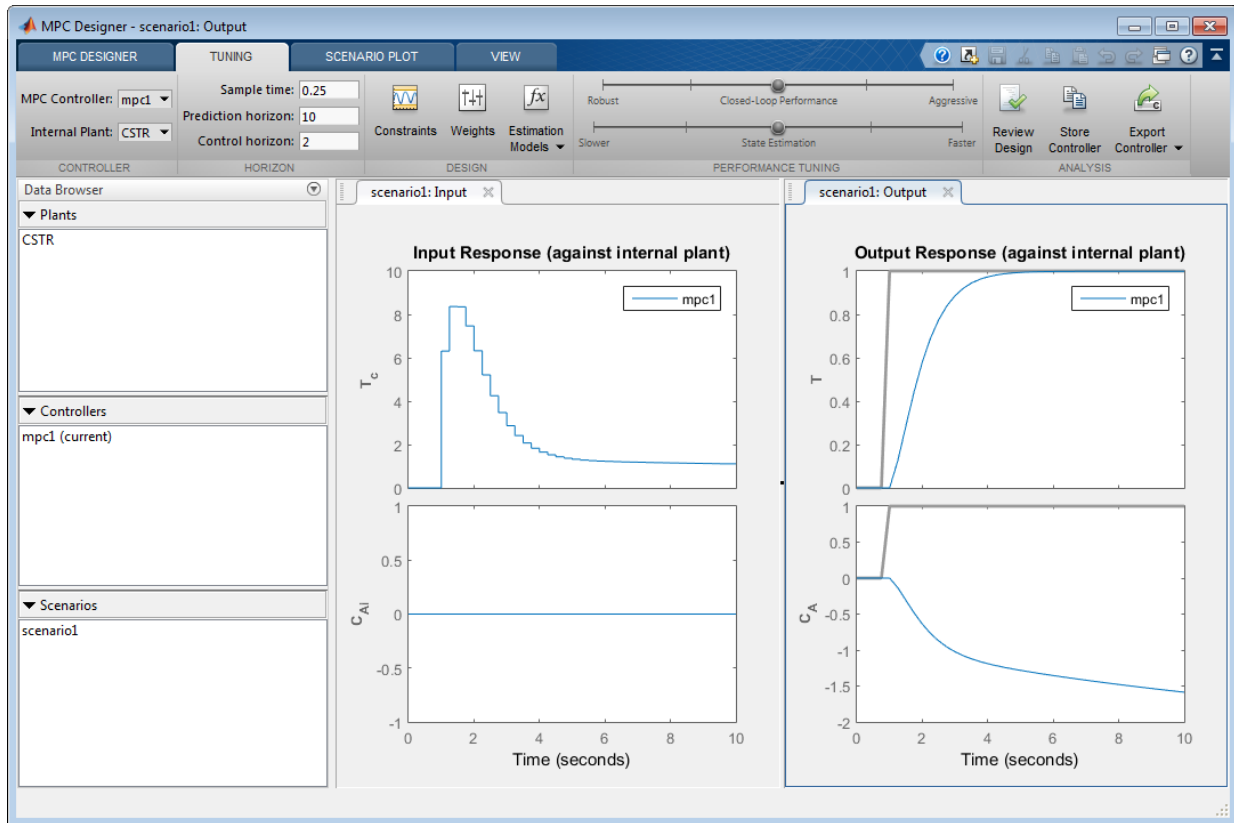 MPC Designer - scenario1: Output
MPC DESIGNER
TUNING
SCENARIO PLOT
VIEW
MPC Controller: mpc1
Internal Plant: CSTR
CONTROLLER
Sample time: 0.25
Prediction horizon: 10
Control horizon: 2
HORIZON
Constraints
Weights
Estimation
Models
DESIGN
Robust Closed-Loop Performance Aggressive
Slower State Estimation Faster
PERFORMANCE TUNING
Review
Design
Store
Controller
Export
Controller
ANALYSIS
Data Browser
Plants
CSTR
Controllers
mpc1 (current)
Scenarios
scenario1
scenario1: Input
Input Response (against internal plant)
mpc1
10
8
6
4
2
0
Tc
1
0.5
0
-0.5
-1
CAi
0 2 4 6 8 10
Time (seconds)
scenario1: Output
Output Response (against internal plant)
mpc1
1
0.8
0.6
0.4
0.2
0
T
1
0.5
0
-0.5
-1
-1.5
-2
CA
0 2 4 6 8 10
Time (seconds)